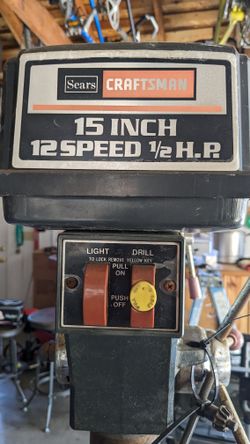 Sears CRAFTSMAN
15 INCH
12 SPEED 1/2 H.P.
LIGHT DRILL
TO LOCK REMOVE YELLOW KEY
PULL
ON
PUSH
OFF